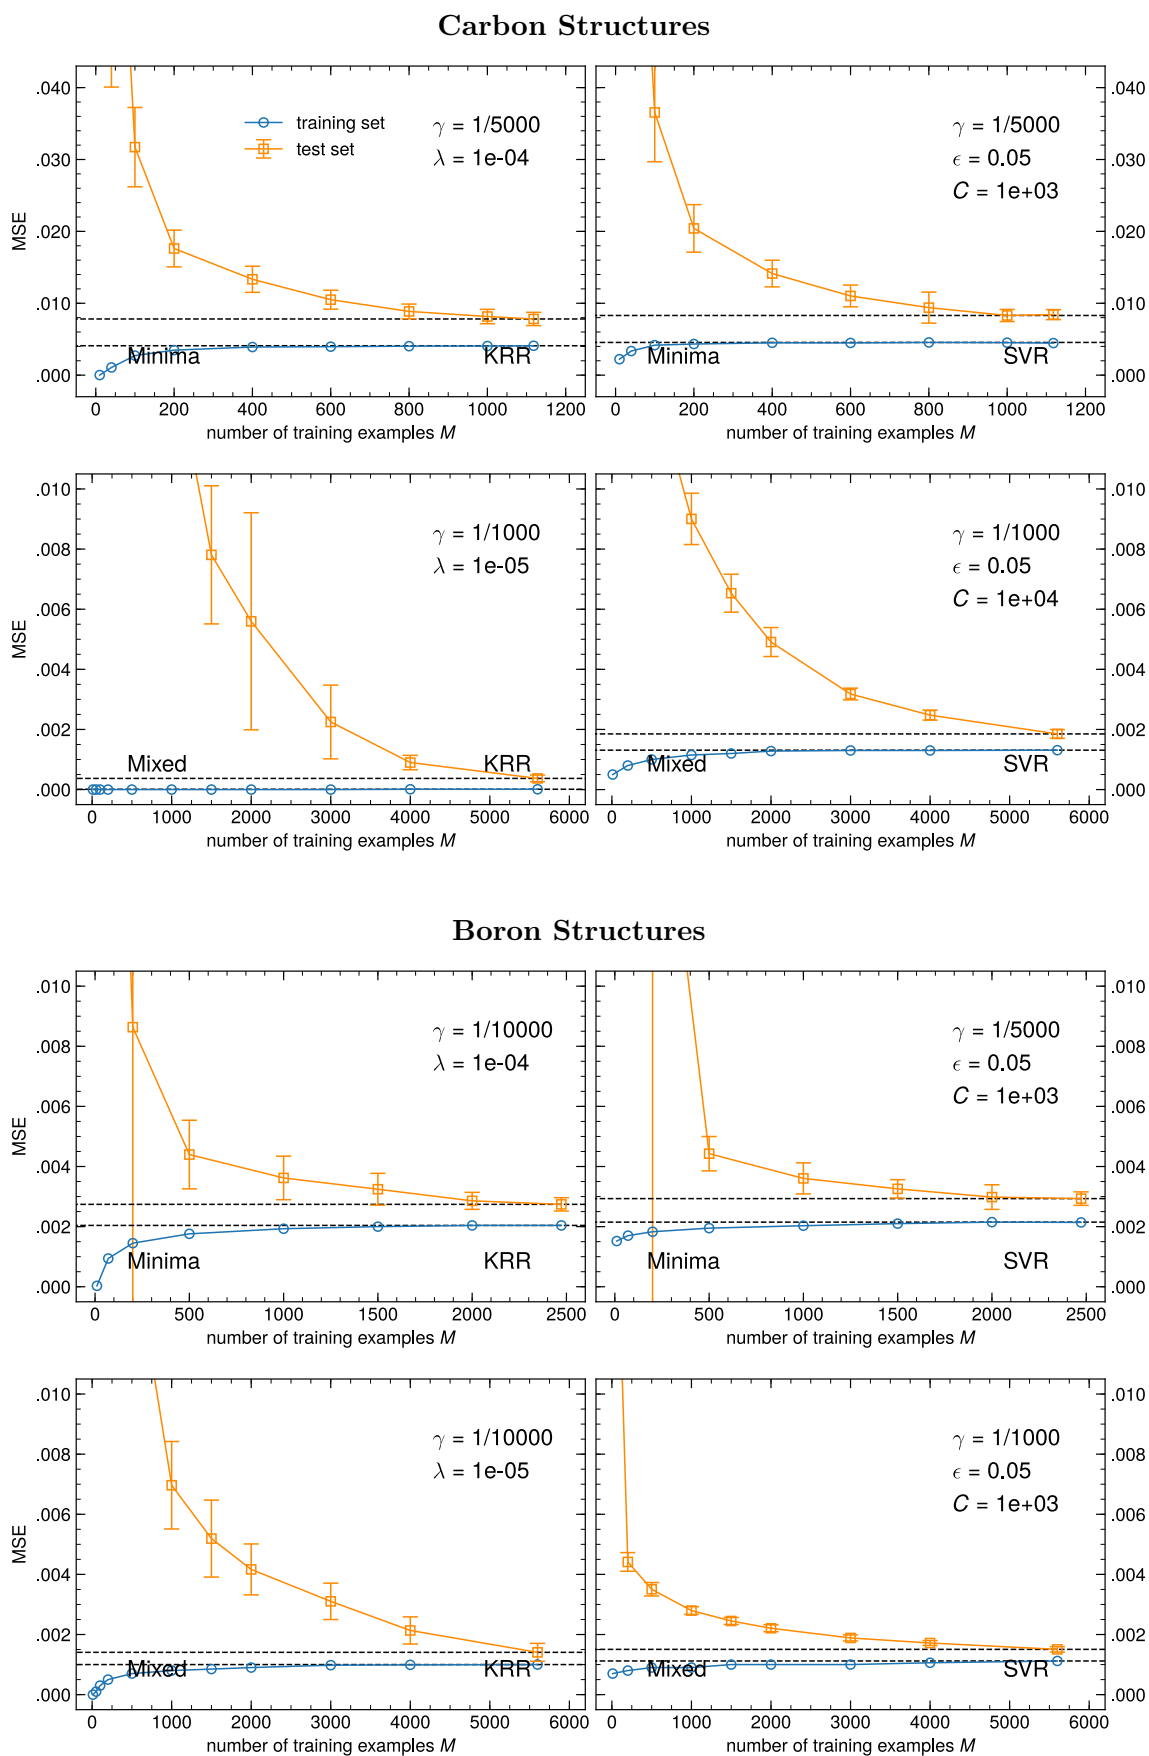 Carbon Structures
.040
.030
.020
.010
.000
MSE
training set
test set
γ = 1/5000
λ = 1e-04
Minima
KRR
0 200 400 600 800 1000 1200
number of training examples M
γ = 1/5000
ϵ = 0.05
C = 1e+03
Minima
SVR
.040
.030
.020
.010
.000
0 200 400 600 800 1000 1200
number of training examples M
.010
.008
.006
.004
.002
.000
MSE
γ = 1/1000
λ = 1e-05
Mixed
KRR
0 1000 2000 3000 4000 5000 6000
number of training examples M
γ = 1/1000
ϵ = 0.05
C = 1e+04
Mixed
SVR
.010
.008
.006
.004
.002
.000
0 1000 2000 3000 4000 5000 6000
number of training examples M
Boron Structures
.010
.008
.006
.004
.002
.000
MSE
γ = 1/10000
λ = 1e-04
Minima
KRR
0 500 1000 1500 2000 2500
number of training examples M
γ = 1/5000
ϵ = 0.05
C = 1e+03
Minima
SVR
.010
.008
.006
.004
.002
.000
0 500 1000 1500 2000 2500
number of training examples M
.010
.008
.006
.004
.002
.000
MSE
γ = 1/10000
λ = 1e-05
Mixed
KRR
0 1000 2000 3000 4000 5000 6000
number of training examples M
γ = 1/1000
ϵ = 0.05
C = 1e+03
Mixed
SVR
.010
.008
.006
.004
.002
.000
0 1000 2000 3000 4000 5000 6000
number of training examples M